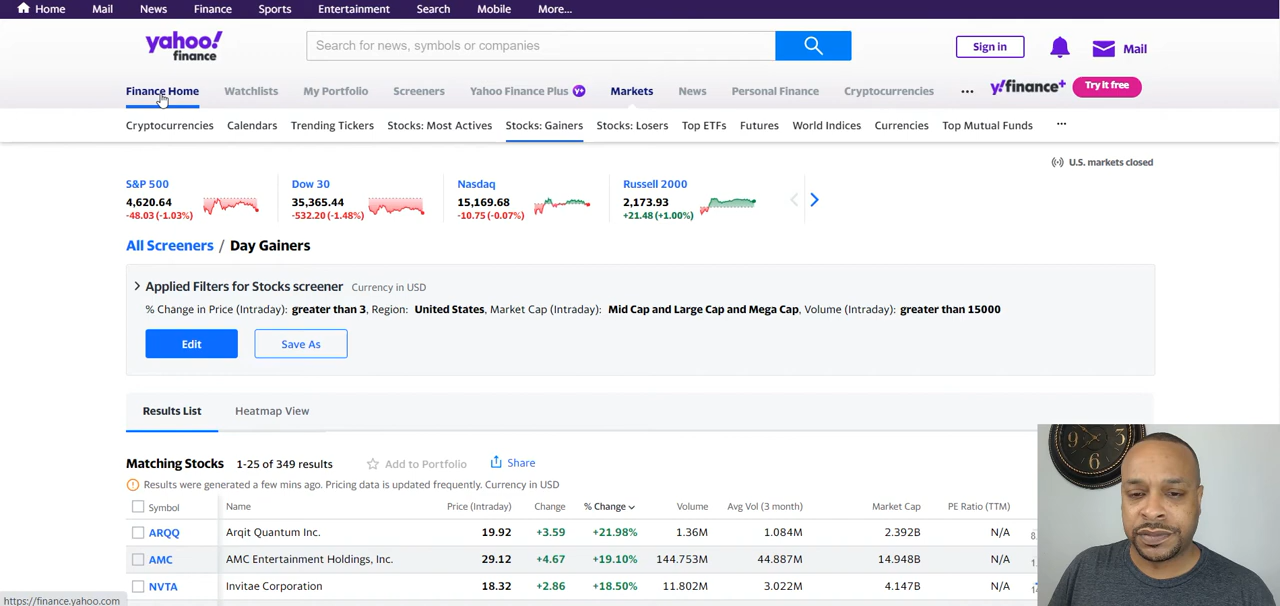 Home Mail News Finance Sports Entertainment Search Mobile More...
yahoo! finance
Search for news, symbols or companies
Sign in Mail
Finance Home Watchlists My Portfolio Screeners Yahoo Finance Plus Y+ Markets News Personal Finance Cryptocurrencies ... y!finance+ Try it free
Cryptocurrencies Calendars Trending Tickers Stocks: Most Actives Stocks: Gainers Stocks: Losers Top ETFs Futures World Indices Currencies Top Mutual Funds ...
U.S. markets closed
S&P 500 Dow 30 Nasdaq Russell 2000
4,620.64 35,365.44 15,169.68 2,173.93
-48.03 (-1.03%) -532.20 (-1.48%) -10.75 (-0.07%) +21.48 (+1.00%)
All Screeners / Day Gainers
Applied Filters for Stocks screener Currency in USD
% Change in Price (Intraday): greater than 3, Region: United States, Market Cap (Intraday): Mid Cap and Large Cap and Mega Cap, Volume (Intraday): greater than 15000
Edit Save As
Results List Heatmap View
Matching Stocks 1-25 of 349 results Add to Portfolio Share
Results were generated a few mins ago. Pricing data is updated frequently. Currency in USD
Symbol Name Price (Intraday) Change % Change Volume Avg Vol (3 month) Market Cap PE Ratio (TTM)
ARQQ Arqit Quantum Inc. 19.92 +3.59 +21.98% 1.36M 1.084M 2.392B N/A
AMC AMC Entertainment Holdings, Inc. 29.12 +4.67 +19.10% 144.753M 44.887M 14.948B N/A
NVTA Invitae Corporation 18.32 +2.86 +18.50% 11.802M 3.022M 4.147B N/A
https://finance.yahoo.com